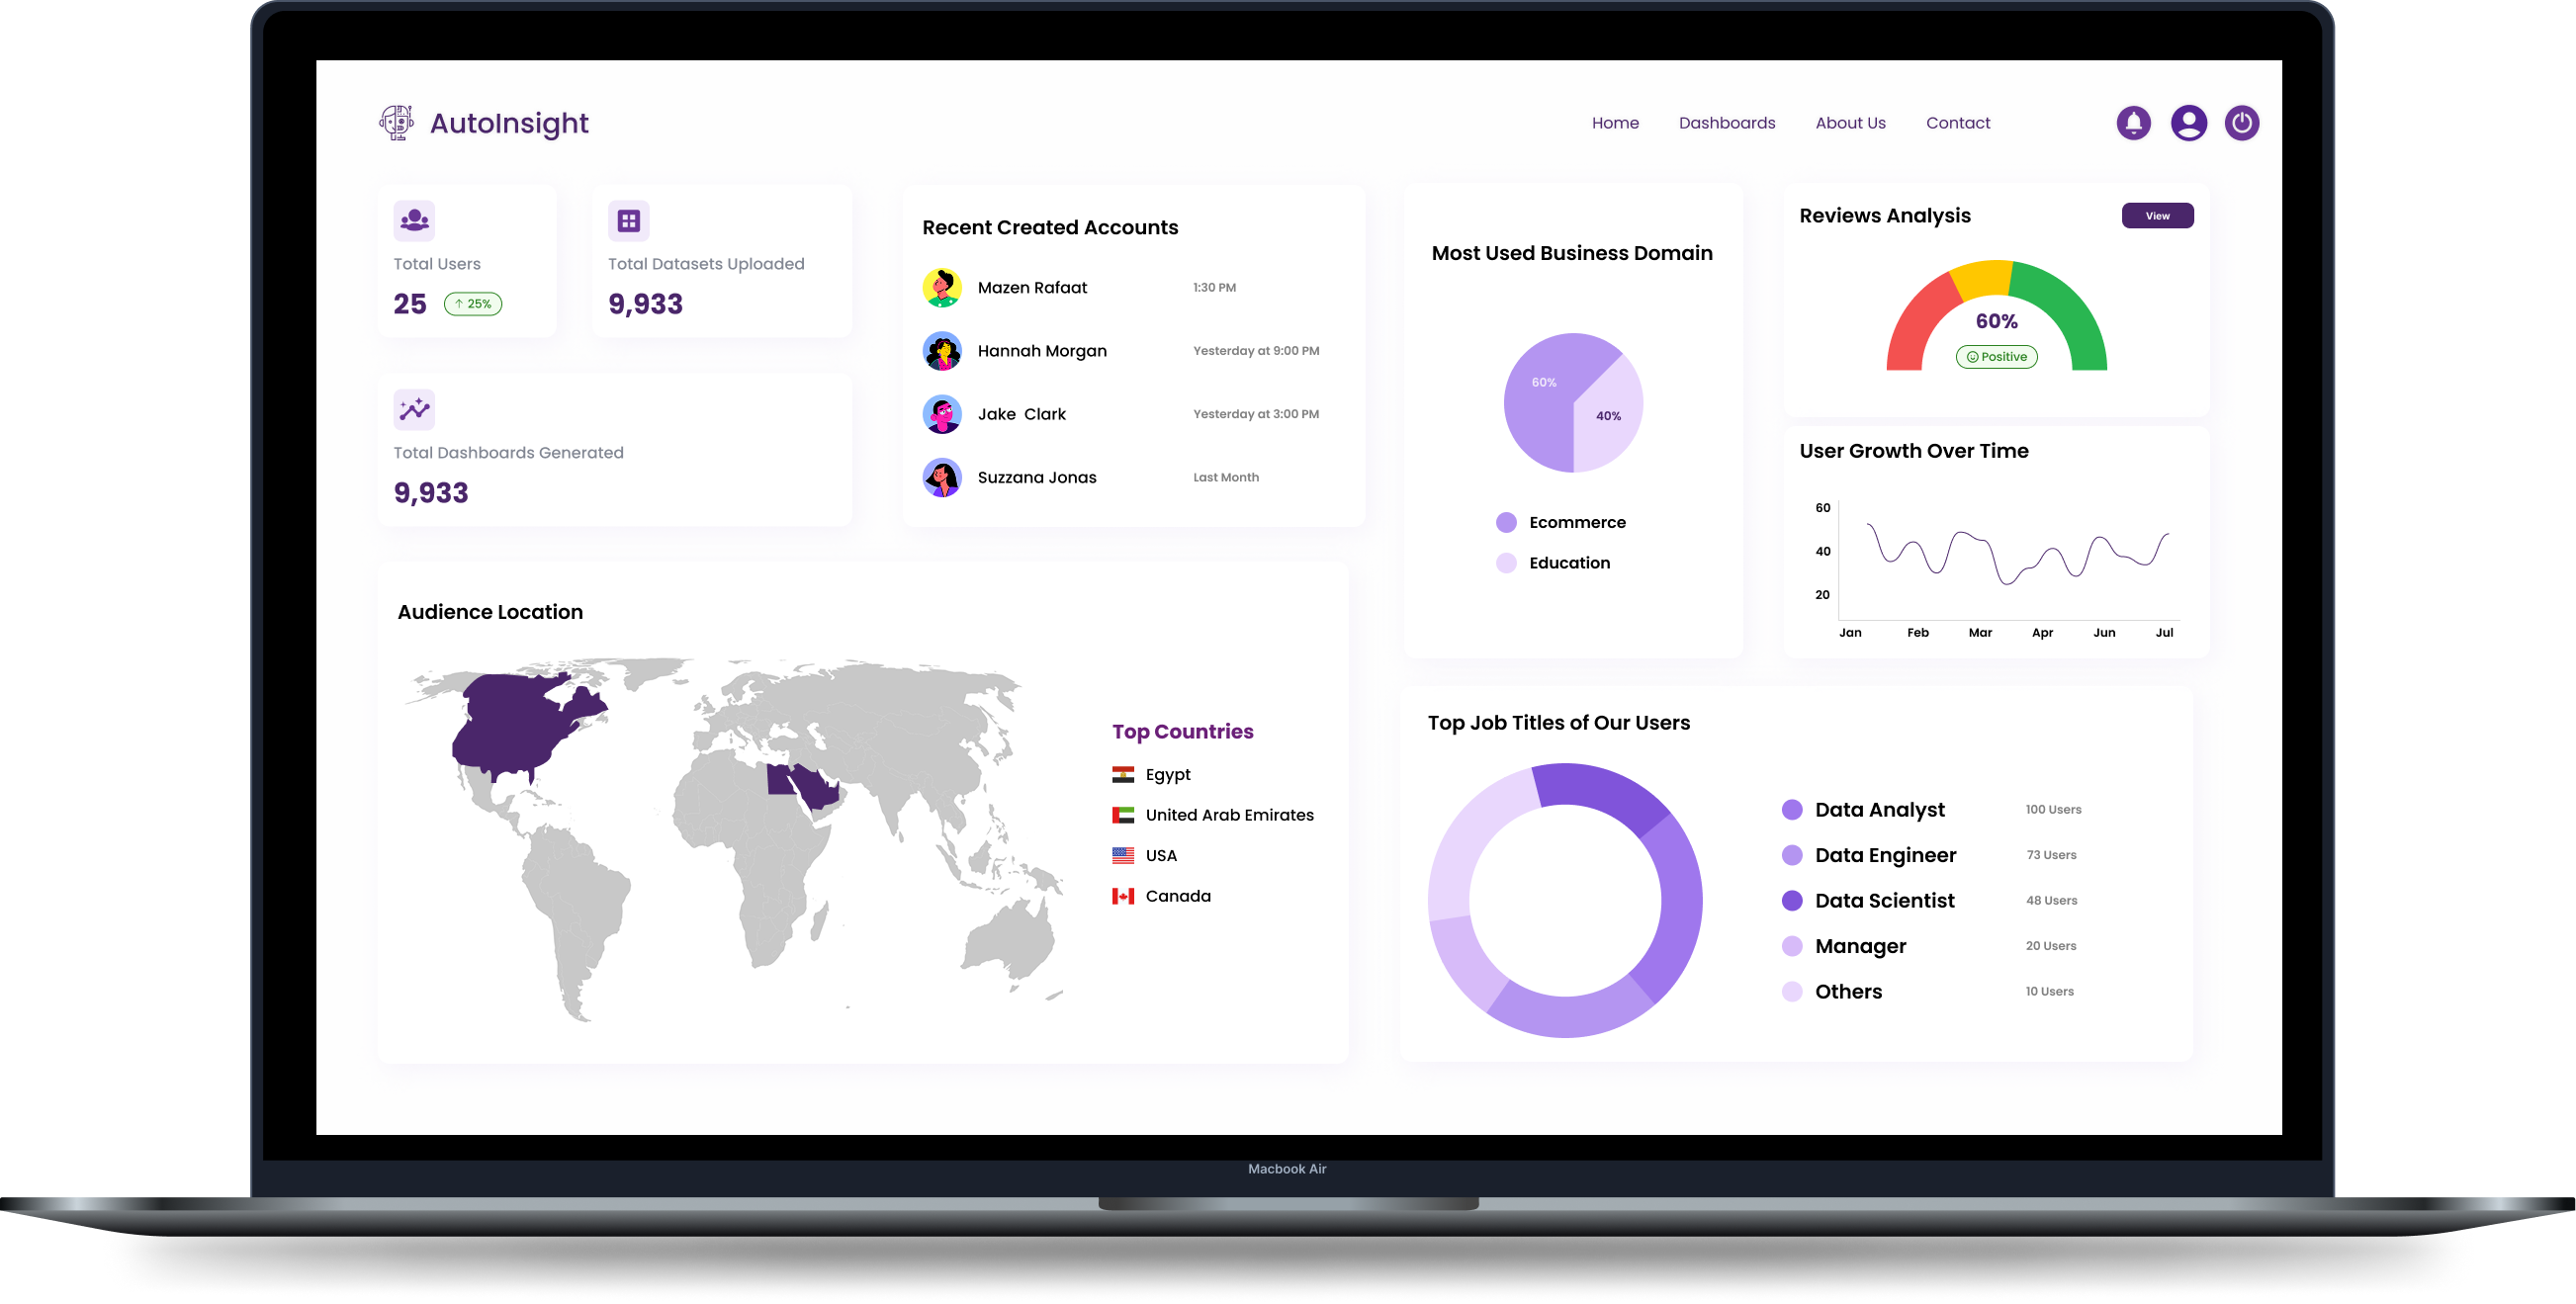 AutoInsight
Home Dashboards About Us Contact
Total Users
25 ↑ 25%
Total Datasets Uploaded
9,933
Total Dashboards Generated
9,933
Recent Created Accounts
Mazen Rafaat 1:30 PM
Hannah Morgan Yesterday at 9:00 PM
Jake Clark Yesterday at 3:00 PM
Suzzana Jonas Last Month
Most Used Business Domain
60%
40%
Ecommerce
Education
Reviews Analysis View
60%
Positive
User Growth Over Time
60
40
20
Jan Feb Mar Apr Jun Jul
Audience Location
Top Countries
Egypt
United Arab Emirates
USA
Canada
Top Job Titles of Our Users
Data Analyst 100 Users
Data Engineer 73 Users
Data Scientist 48 Users
Manager 20 Users
Others 10 Users
Macbook Air